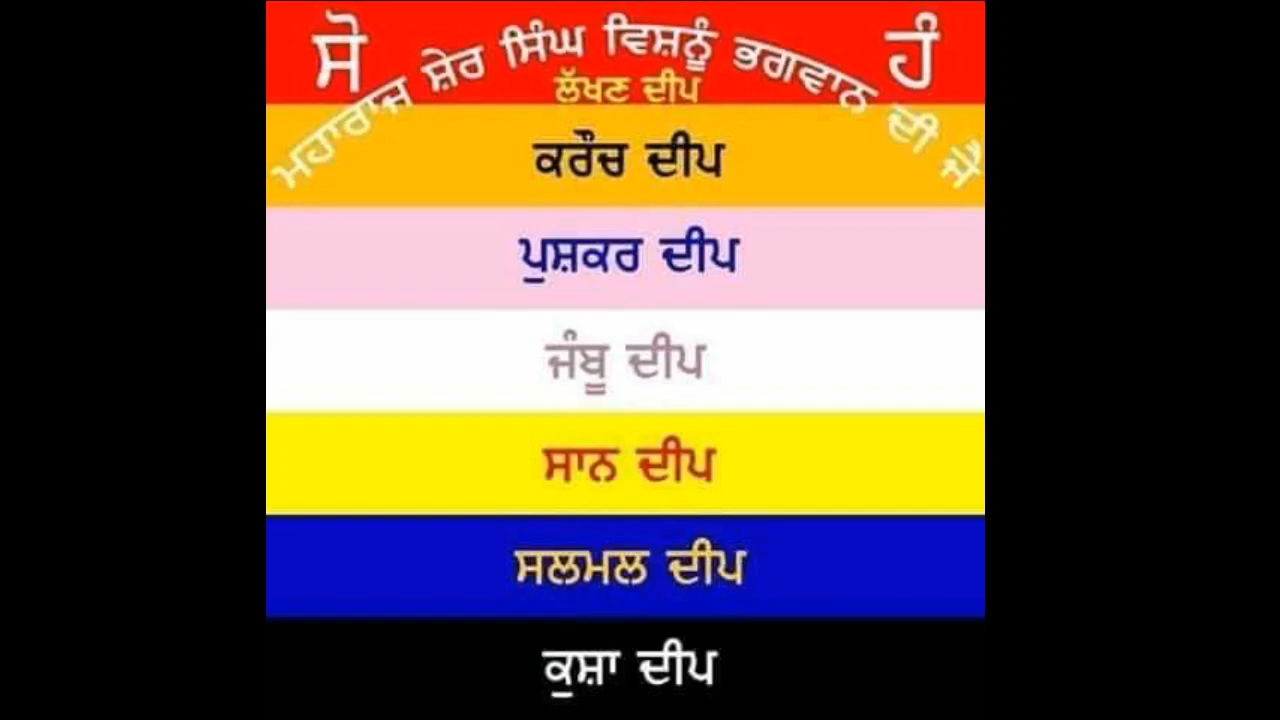 ਸੋ ਹੰ
ਮਹਾਰਾਜ ਸ਼ੇਰ ਸਿੰਘ ਵਿਸ਼ਨੂੰ ਭਗਵਾਨ ਦੀ ਜੈ
ਲੱਖਣ ਦੀਪ
ਕਰੌਚ ਦੀਪ
ਪੁਸ਼ਕਰ ਦੀਪ
ਜੰਬੂ ਦੀਪ
ਸਾਨ ਦੀਪ
ਸਲਮਲ ਦੀਪ
ਕੁਸ਼ਾ ਦੀਪ